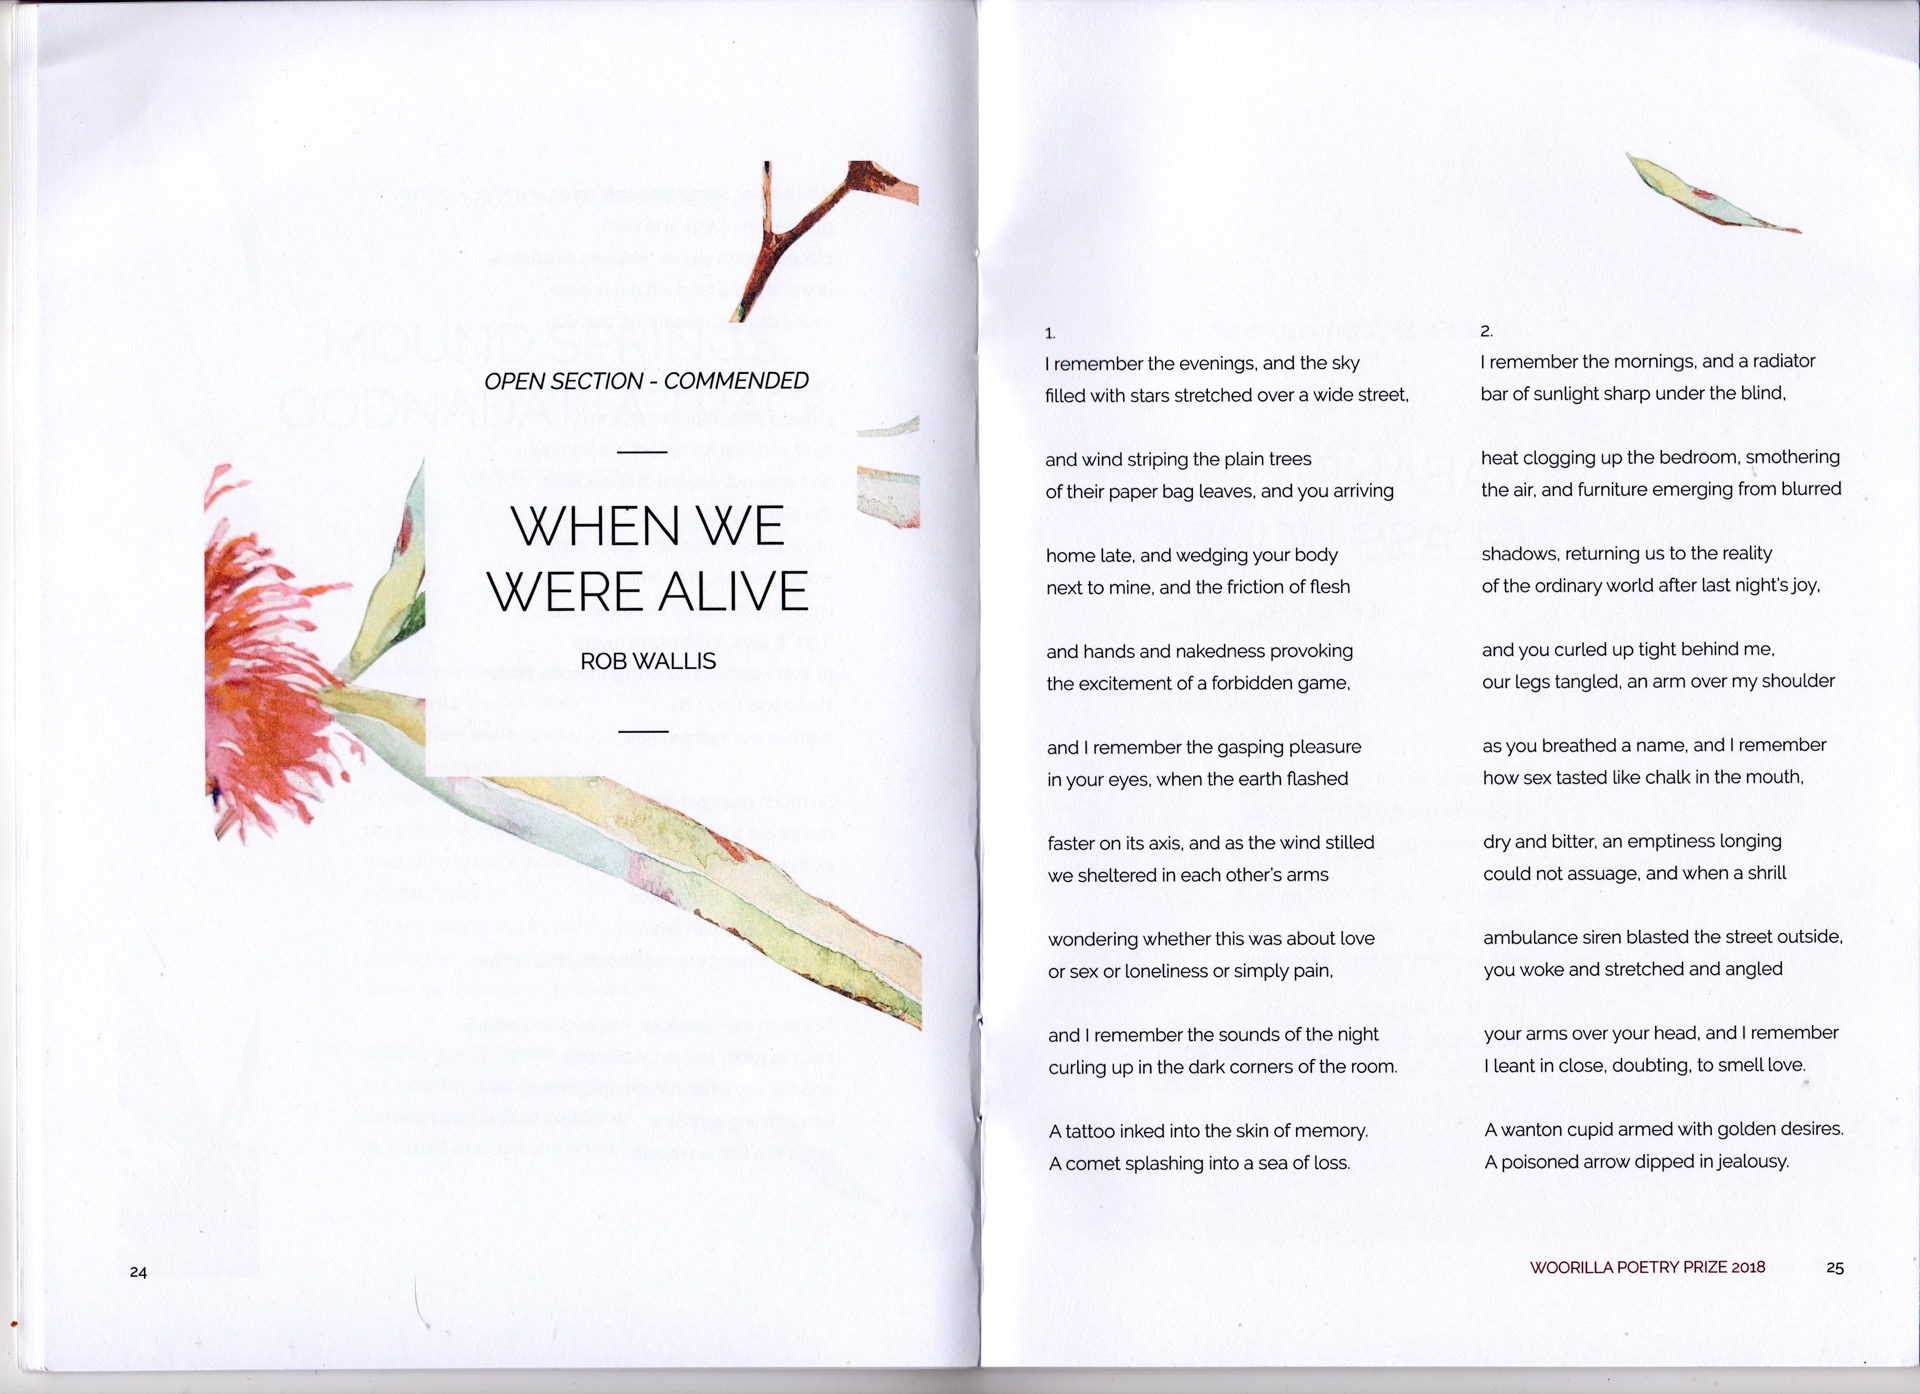 OPEN SECTION - COMMENDED
WHEN WE
WERE ALIVE
ROB WALLIS
24
1.
I remember the evenings, and the sky
filled with stars stretched over a wide street,
and wind striping the plain trees
of their paper bag leaves, and you arriving
home late, and wedging your body
next to mine, and the friction of flesh
and hands and nakedness provoking
the excitement of a forbidden game,
and I remember the gasping pleasure
in your eyes, when the earth flashed
faster on its axis, and as the wind stilled
we sheltered in each other's arms
wondering whether this was about love
or sex or loneliness or simply pain,
and I remember the sounds of the night
curling up in the dark corners of the room.
A tattoo inked into the skin of memory.
A comet splashing into a sea of loss.
2.
I remember the mornings, and a radiator
bar of sunlight sharp under the blind,
heat clogging up the bedroom, smothering
the air, and furniture emerging from blurred
shadows, returning us to the reality
of the ordinary world after last night's joy,
and you curled up tight behind me,
our legs tangled, an arm over my shoulder
as you breathed a name, and I remember
how sex tasted like chalk in the mouth,
dry and bitter, an emptiness longing
could not assuage, and when a shrill
ambulance siren blasted the street outside,
you woke and stretched and angled
your arms over your head, and I remember
I leant in close, doubting, to smell love.
A wanton cupid armed with golden desires.
A poisoned arrow dipped in jealousy.
WOORILLA POETRY PRIZE 2018
25